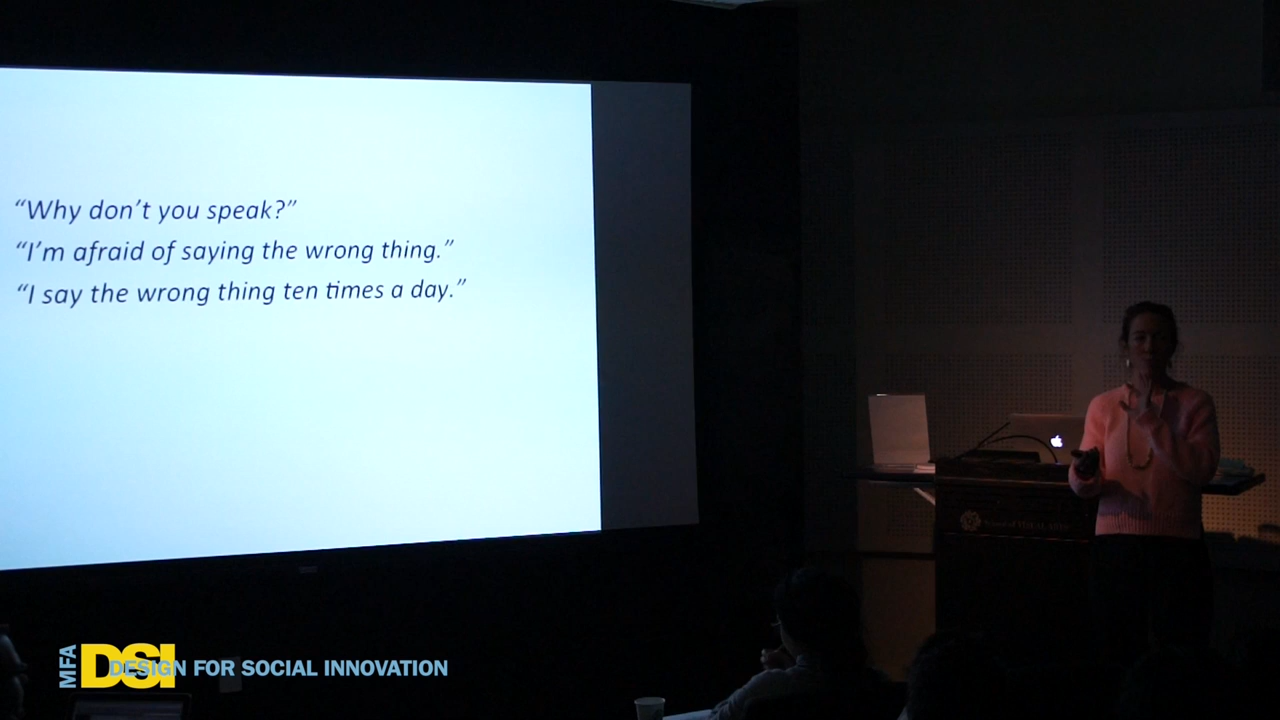 “Why don’t you speak?”
“I’m afraid of saying the wrong thing.”
“I say the wrong thing ten times a day.”
MFA DSI DESIGN FOR SOCIAL INNOVATION